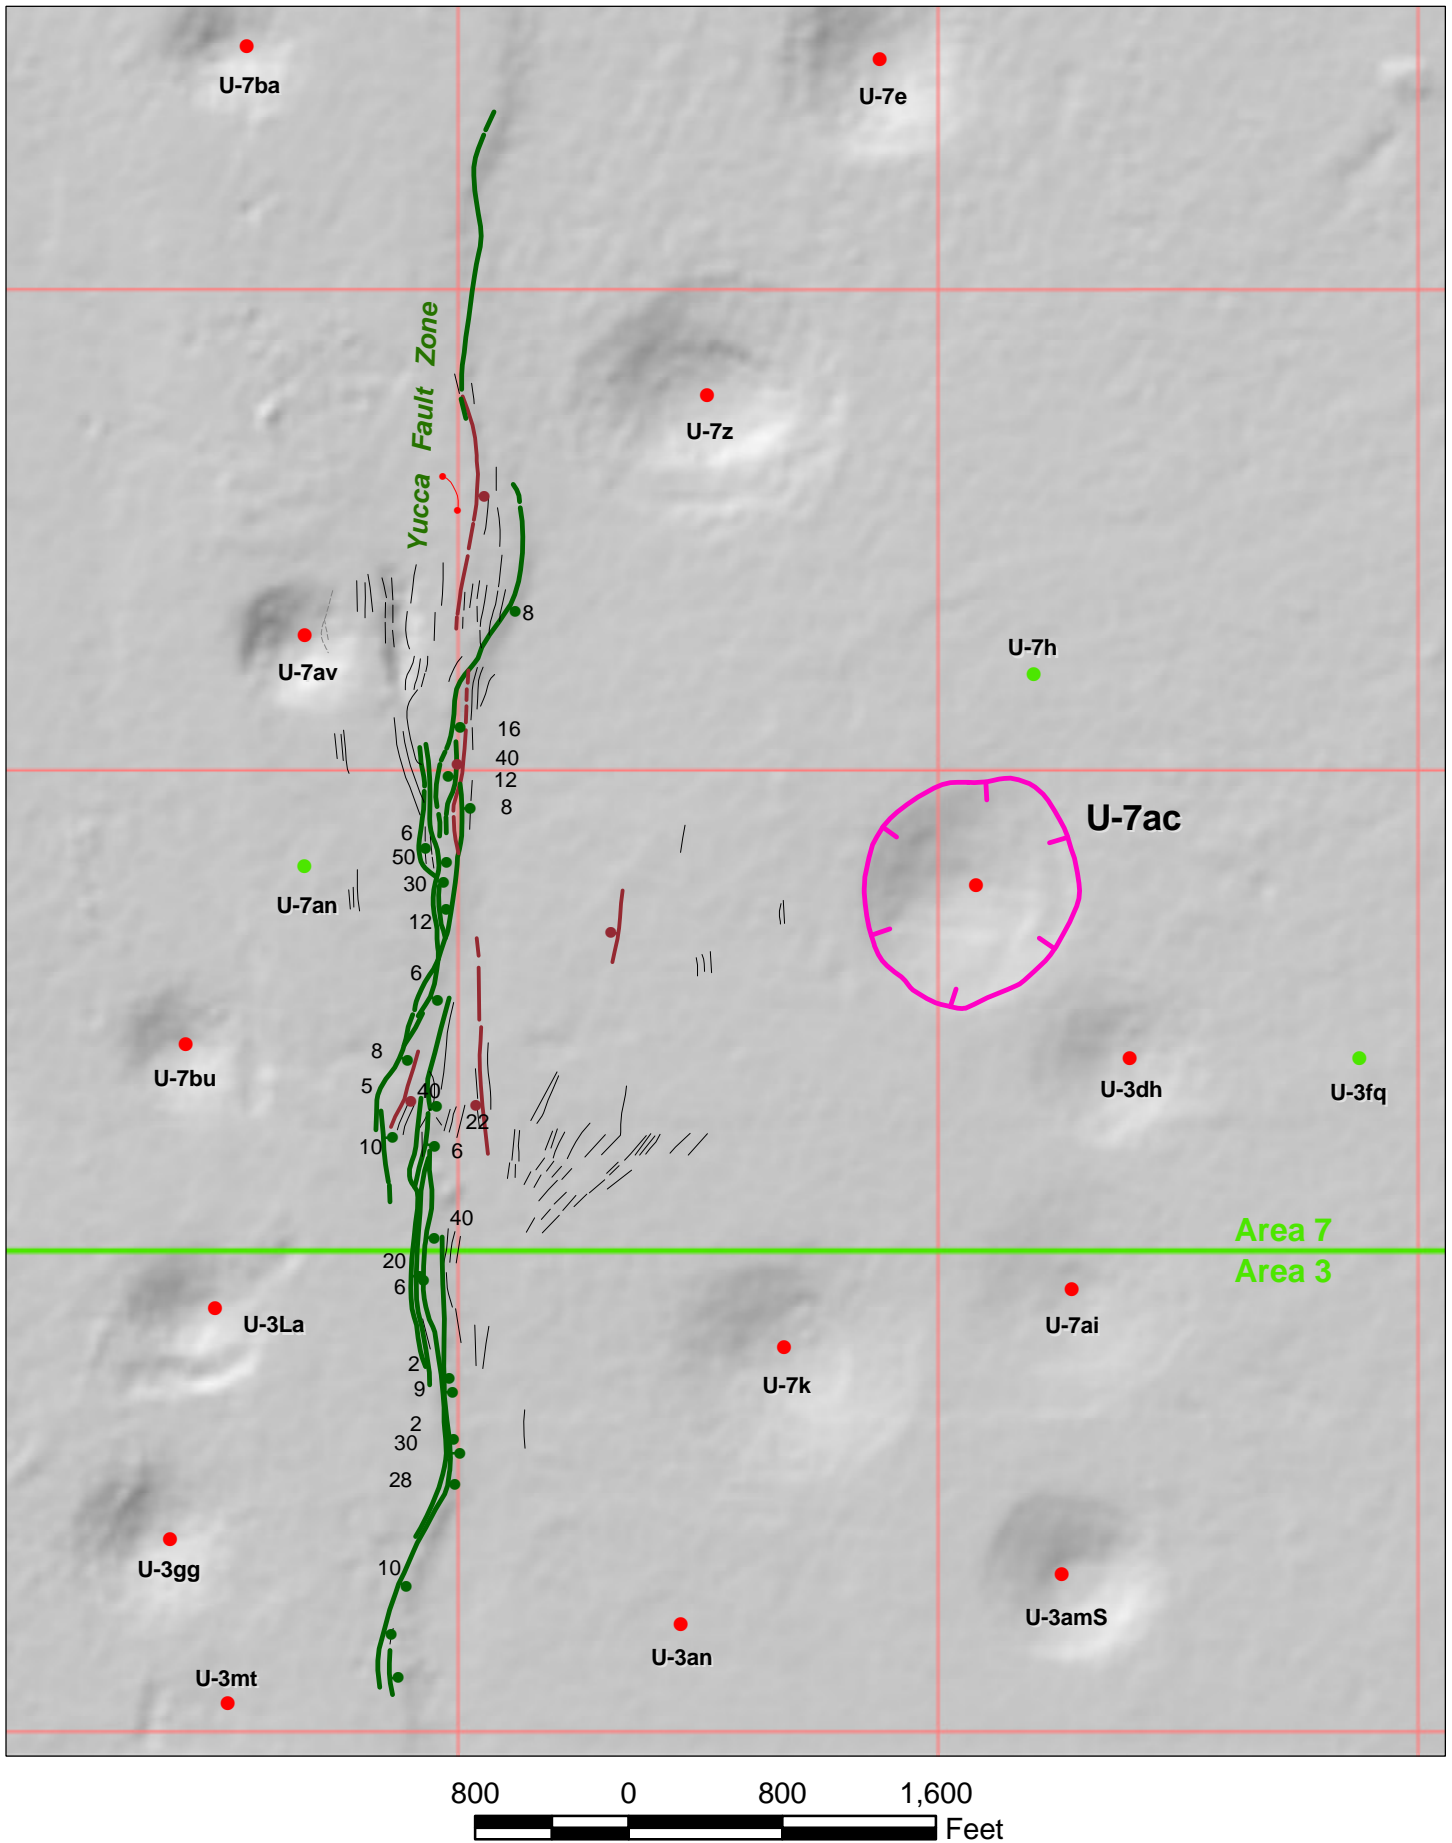 U-7ba
U-7e
Yucca Fault Zone
U-7z
8
U-7av
U-7h
16
40
12
8
U-7ac
6
50
30
U-7an
12
6
8
U-7bu
5
40
U-3dh
U-3fq
22
10
6
40
Area 7
20
Area 3
6
U-3La
U-7ai
2
9
U-7k
2
30
28
10
U-3gg
U-3amS
U-3an
U-3mt
800 0 800 1,600
Feet